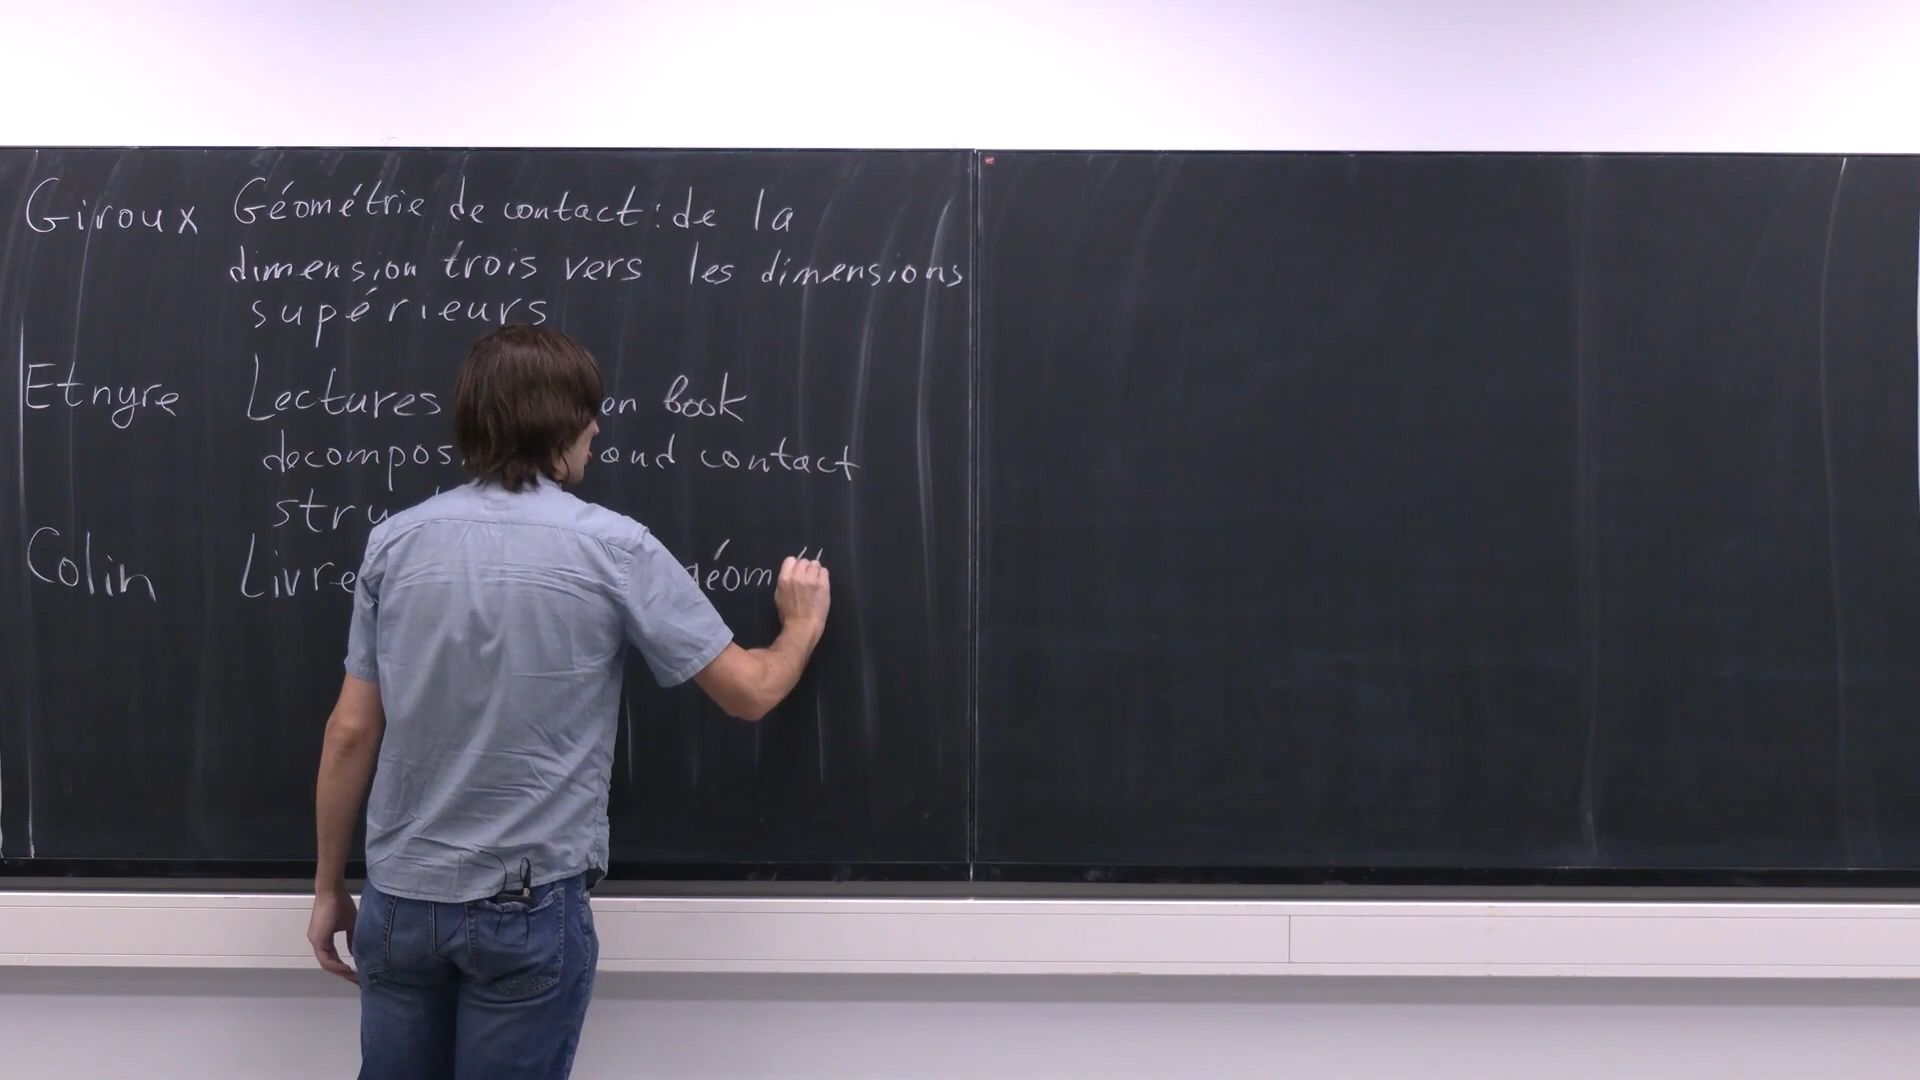 Giroux Géométrie de contact: de la
dimension trois vers les dimensions
supérieurs
Etnyre Lectures en book
decompos and contact
stru
Colin Livre géom